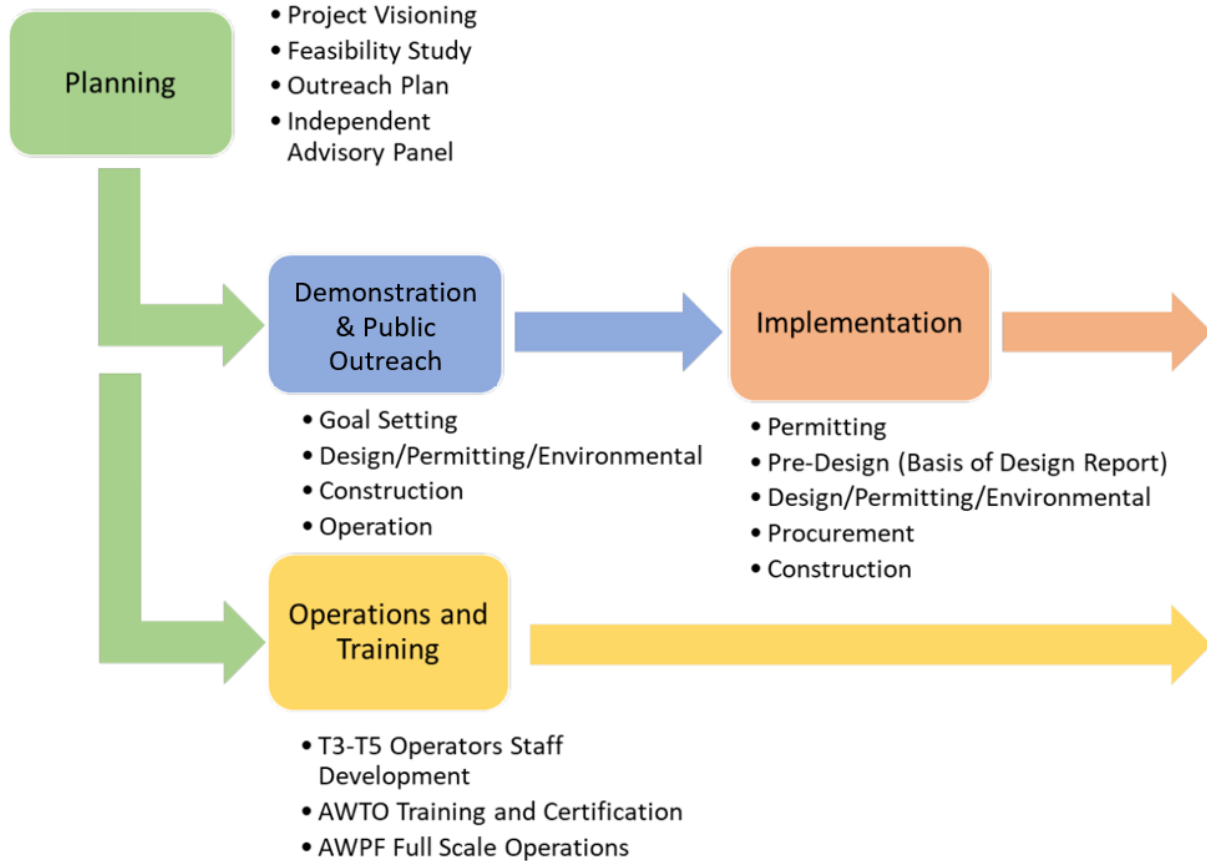 Planning
• Project Visioning
• Feasibility Study
• Outreach Plan
• Independent
Advisory Panel
Demonstration
& Public
Outreach
• Goal Setting
• Design/Permitting/Environmental
• Construction
• Operation
Implementation
• Permitting
• Pre-Design (Basis of Design Report)
• Design/Permitting/Environmental
• Procurement
• Construction
Operations and
Training
• T3-T5 Operators Staff
Development
• AWTO Training and Certification
• AWPF Full Scale Operations